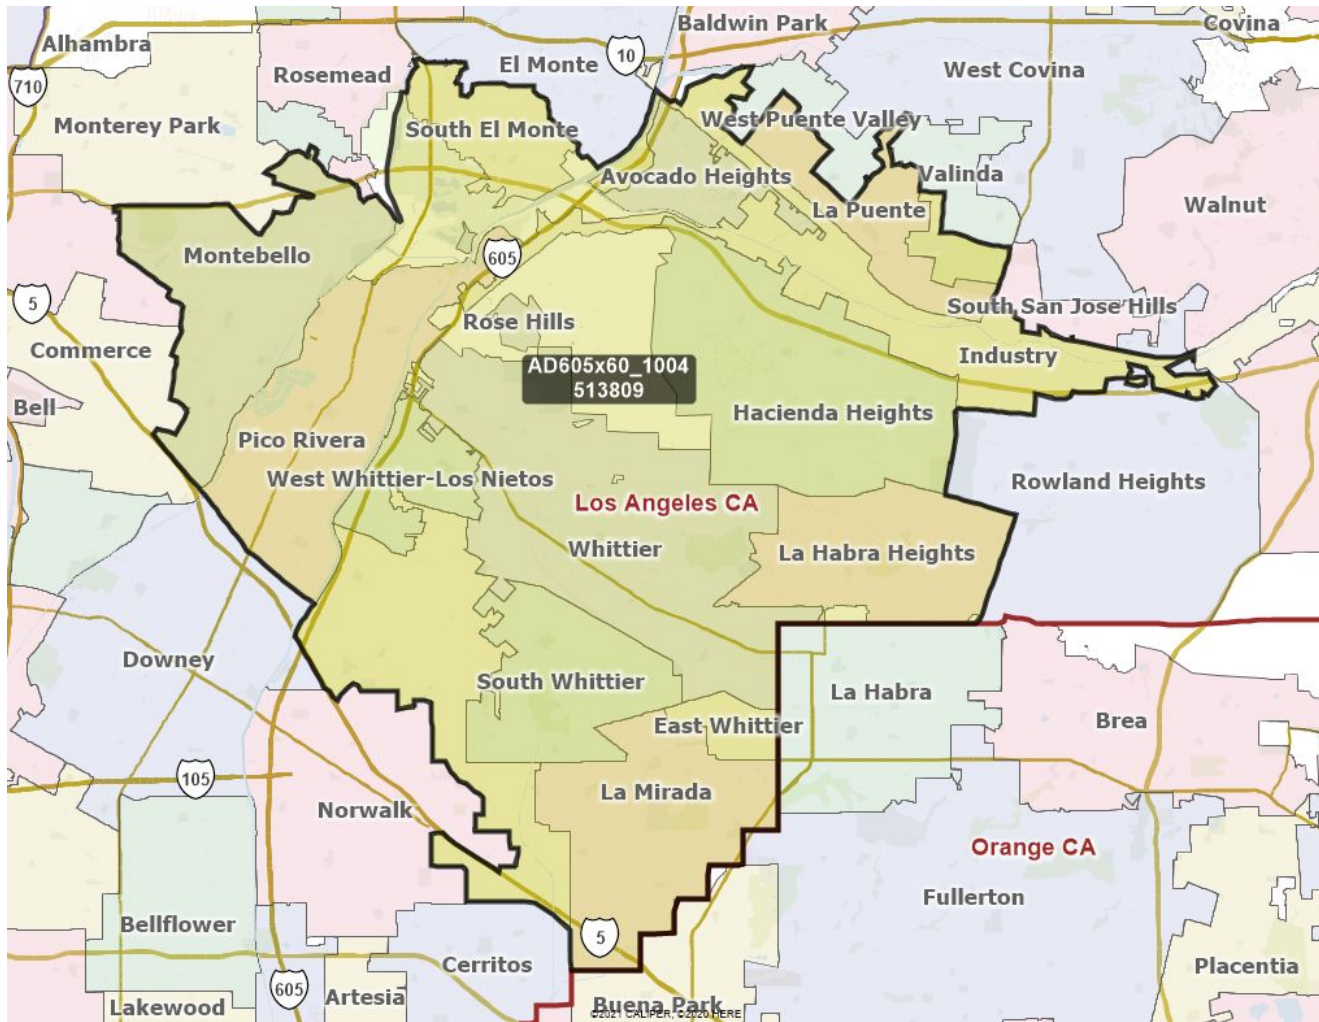 Baldwin Park
Covina
Alhambra
10
El Monte
West Covina
Rosemead
710
Monterey Park
South El Monte
West Puente Valley
Avocado Heights
Valinda
La Puente
Walnut
Montebello
605
5
South San Jose Hills
Rose Hills
Commerce
Industry
AD605x60_1004
513809
Bell
Hacienda Heights
Pico Rivera
West Whittier-Los Nietos
Rowland Heights
Los Angeles CA
Whittier
La Habra Heights
Downey
South Whittier
La Habra
Brea
East Whittier
105
La Mirada
Norwalk
Orange CA
Fullerton
Bellflower
5
Cerritos
Placentia
605
Artesia
Lakewood
Buena Park
©2021 CALIPER, ©2020 HERE